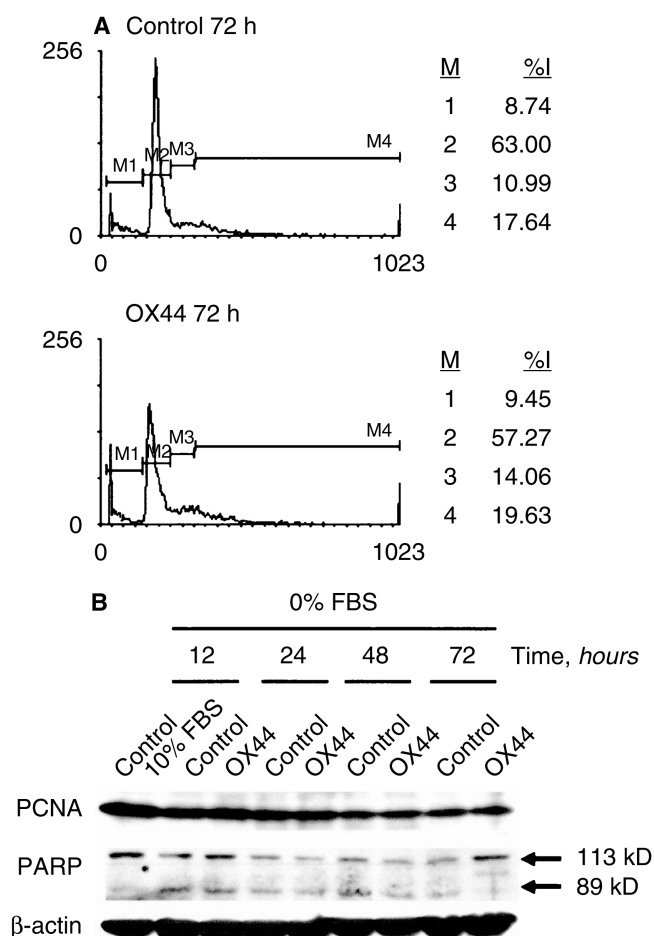 A Control 72 h
256
M1 M2 M3 M4
0
0 1023
M %I
1 8.74
2 63.00
3 10.99
4 17.64
OX44 72 h
256
M1 M2 M3 M4
0
0 1023
M %I
1 9.45
2 57.27
3 14.06
4 19.63
B
0% FBS
12 24 48 72 Time, hours
Control
10% FBS
Control
OX44
Control
OX44
Control
OX44
Control
OX44
PCNA
PARP
113 kD
89 kD
β-actin